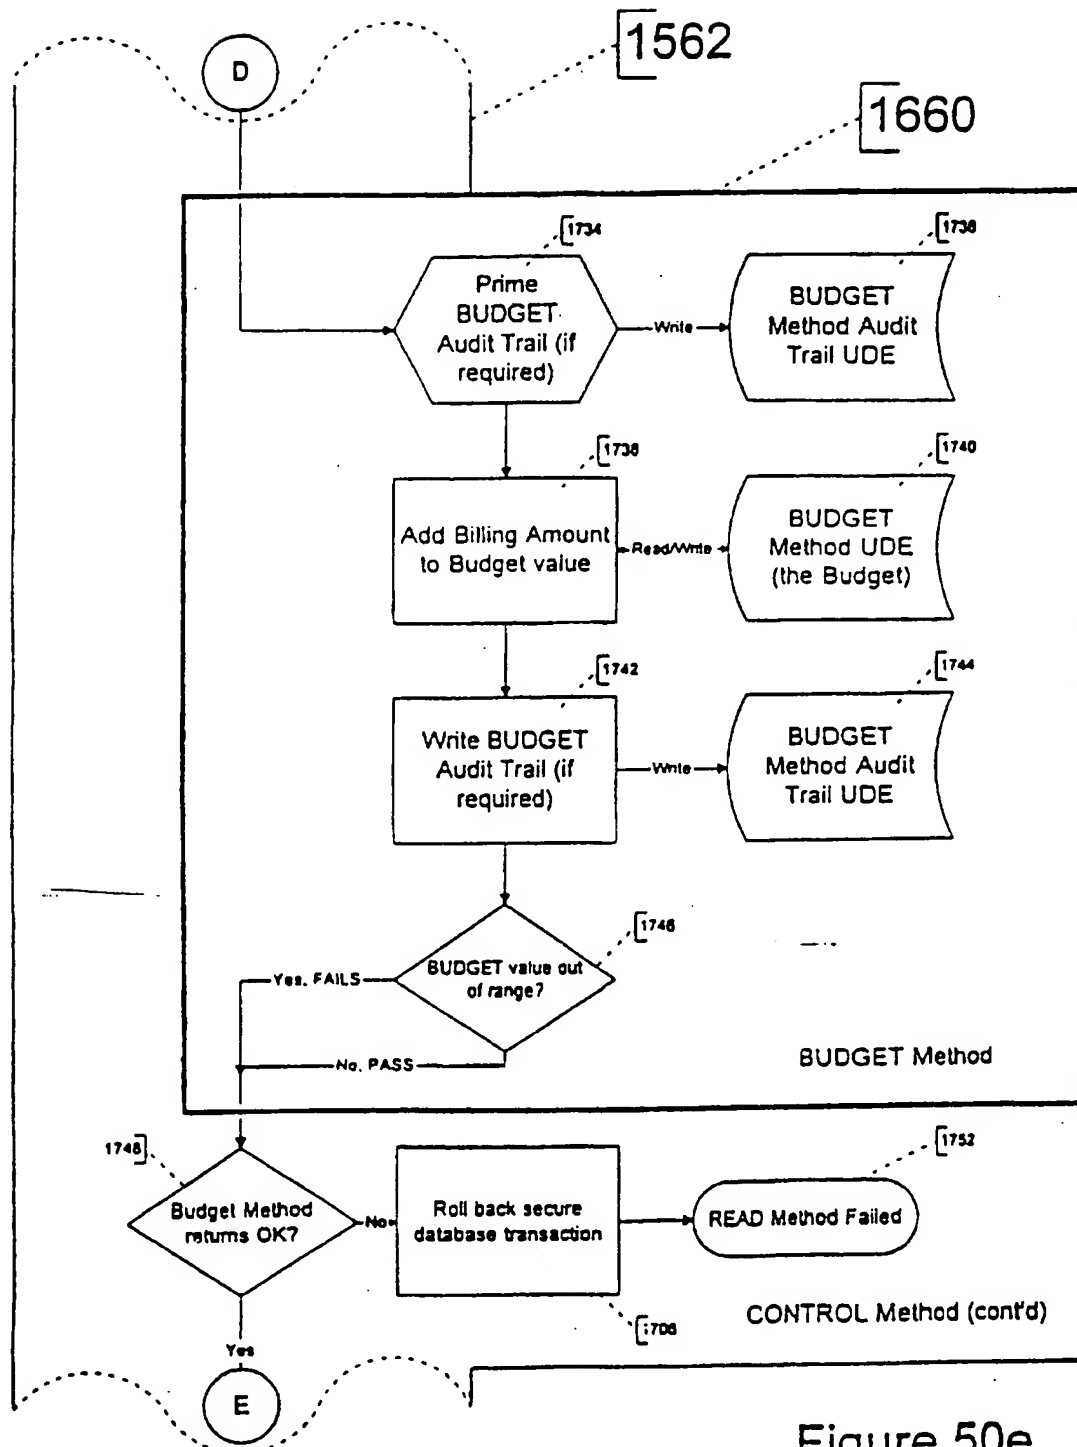 D
1562
1660
1734
Prime
BUDGET
Audit Trail (if
required)
Write
1736
BUDGET
Method Audit
Trail UDE
1738
Add Billing Amount
to Budget value
Read/Write
1740
BUDGET
Method UDE
(the Budget)
1742
Write BUDGET
Audit Trail (if
required)
Write
1744
BUDGET
Method Audit
Trail UDE
1746
BUDGET value out
of range?
Yes, FAILS
No, PASS
BUDGET Method
1748
Budget Method
returns OK?
No
Roll back secure
database transaction
1752
READ Method Failed
CONTROL Method (cont'd)
Yes
E
Figure 50e